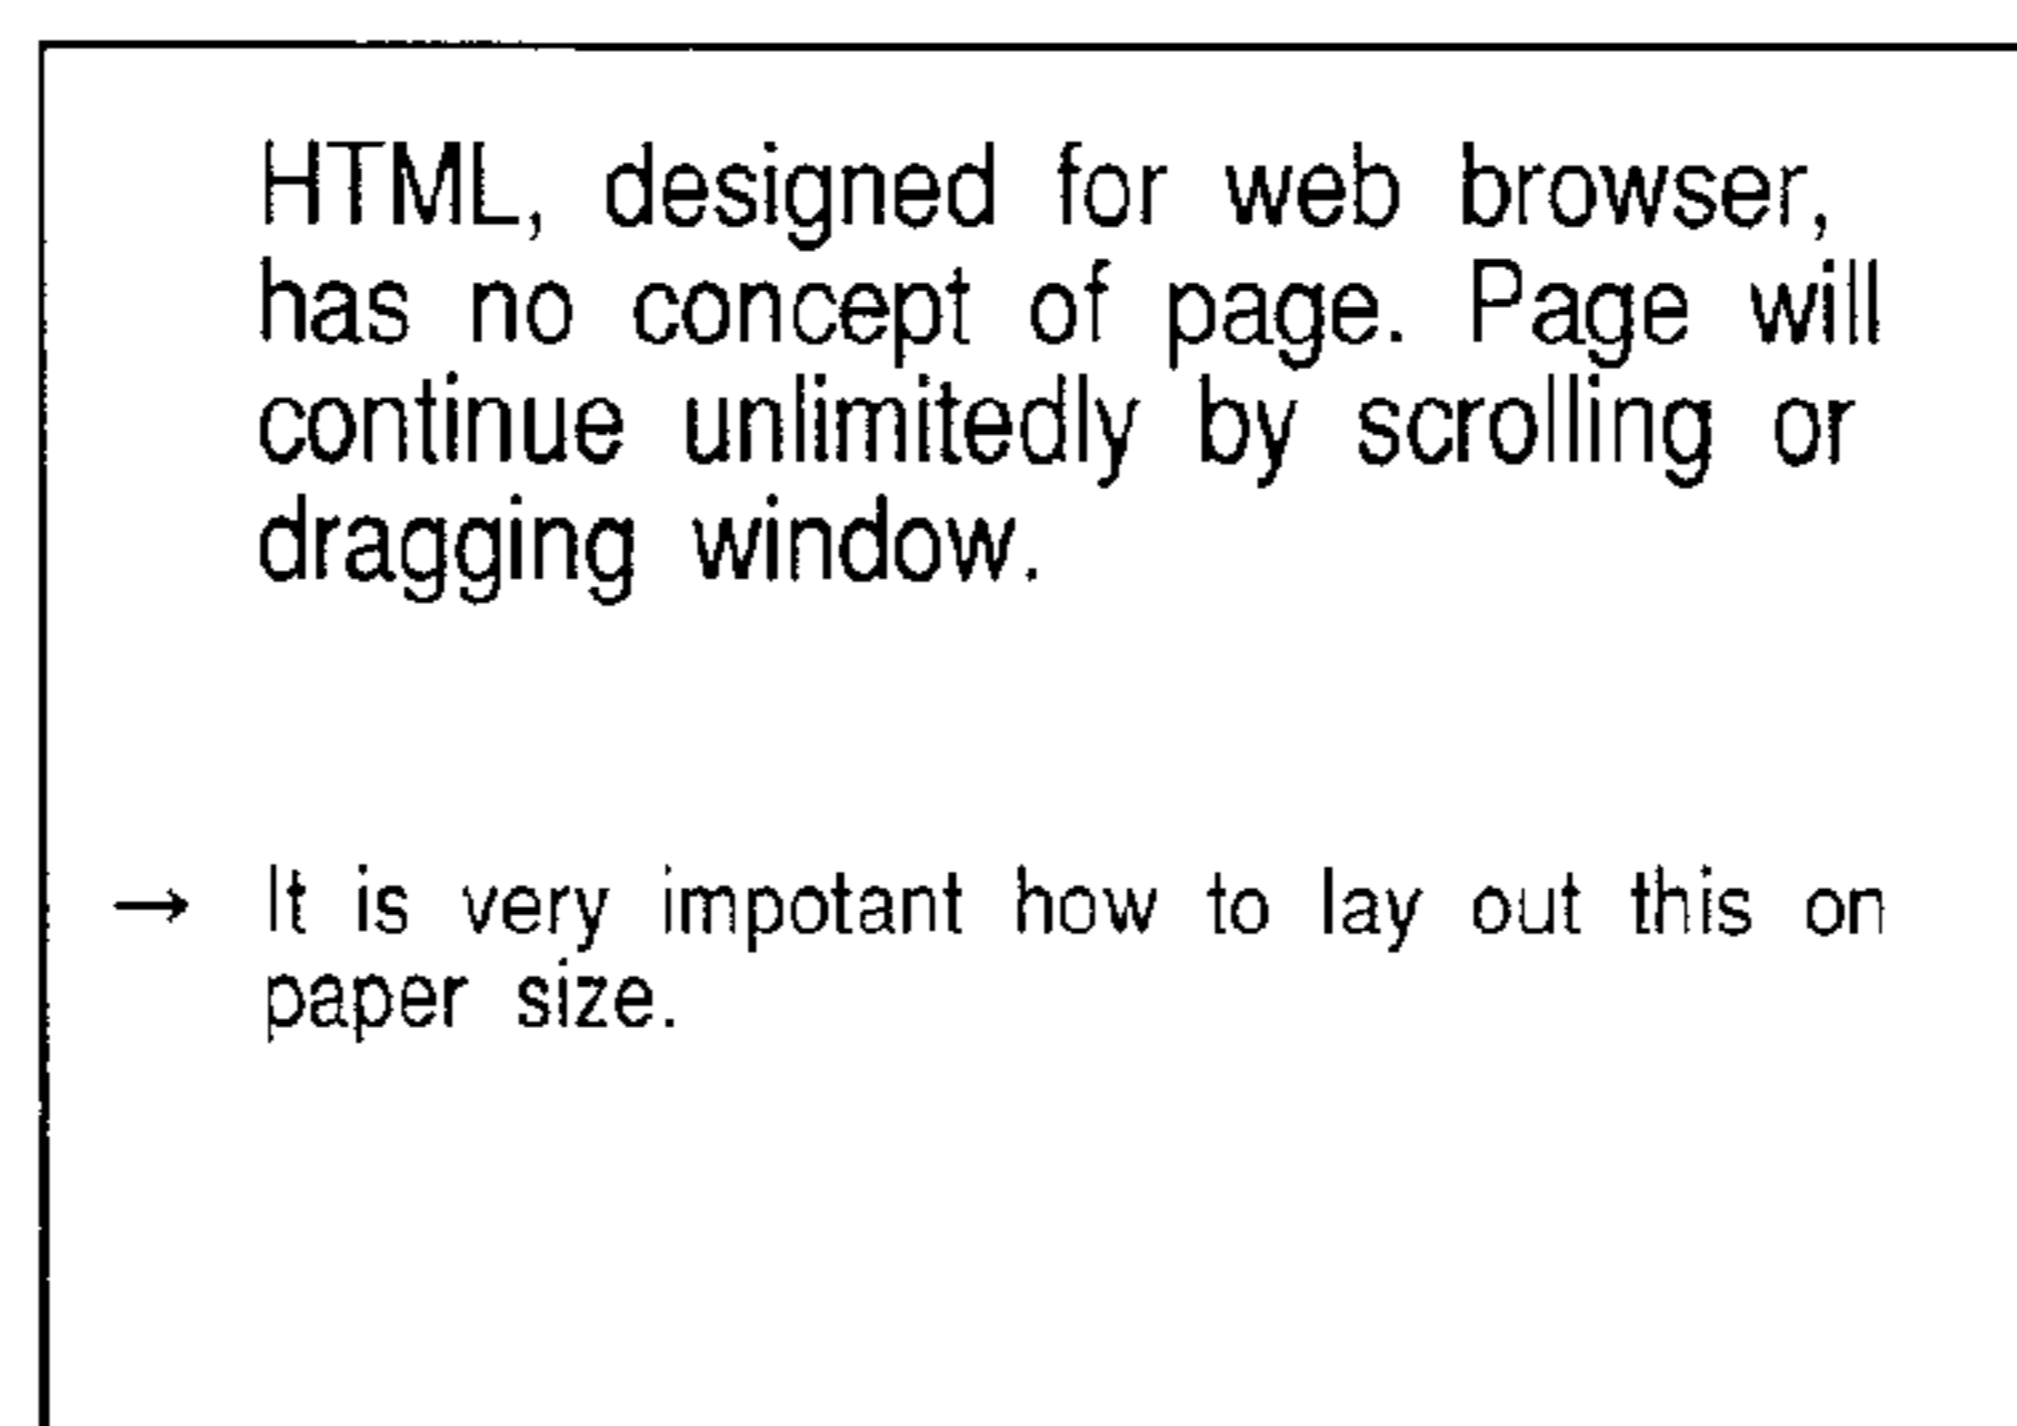 HTML, designed for web browser,
has no concept of page. Page will
continue unlimitedly by scrolling or
dragging window.
→ It is very impotant how to lay out this on
paper size.